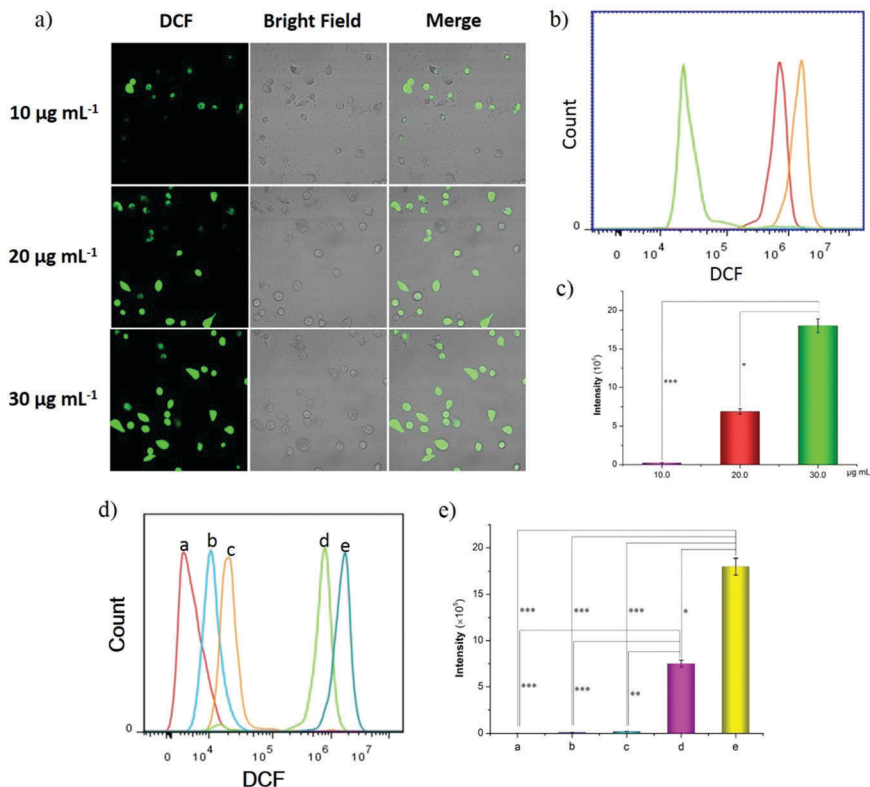 a)
DCF Bright Field Merge
10 µg mL-1
20 µg mL-1
30 µg mL-1
b)
Count
0
0 10^4 10^5 10^6 10^7
DCF
c)
Intensity (10^5)
20
15
10
5
0
***
*
10.0 20.0 30.0 µg mL
d)
a b c d e
Count
0
0 10^4 10^5 10^6 10^7
DCF
e)
Intensity (×10^5)
20
15
10
5
0
*** *** *** *
*** *** **
a b c d e